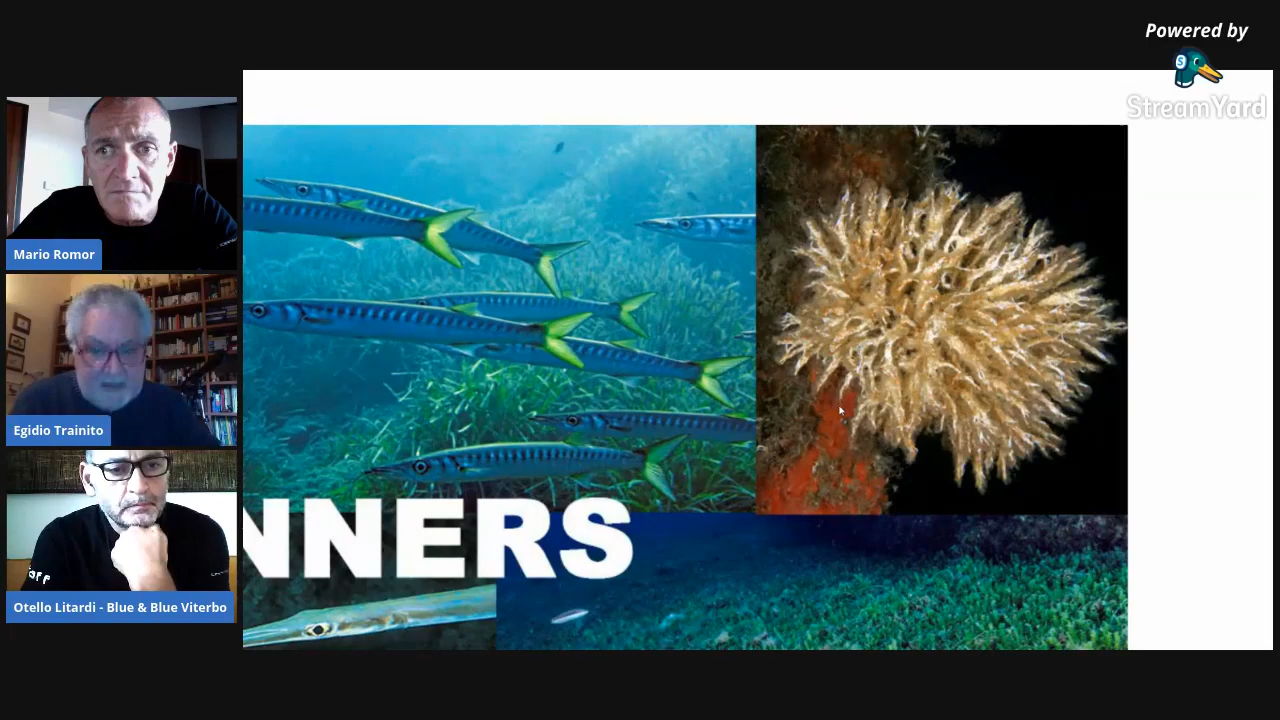 Powered by
StreamYard
Mario Romor
Egidio Trainito
Otello Litardi - Blue & Blue Viterbo
NNERS